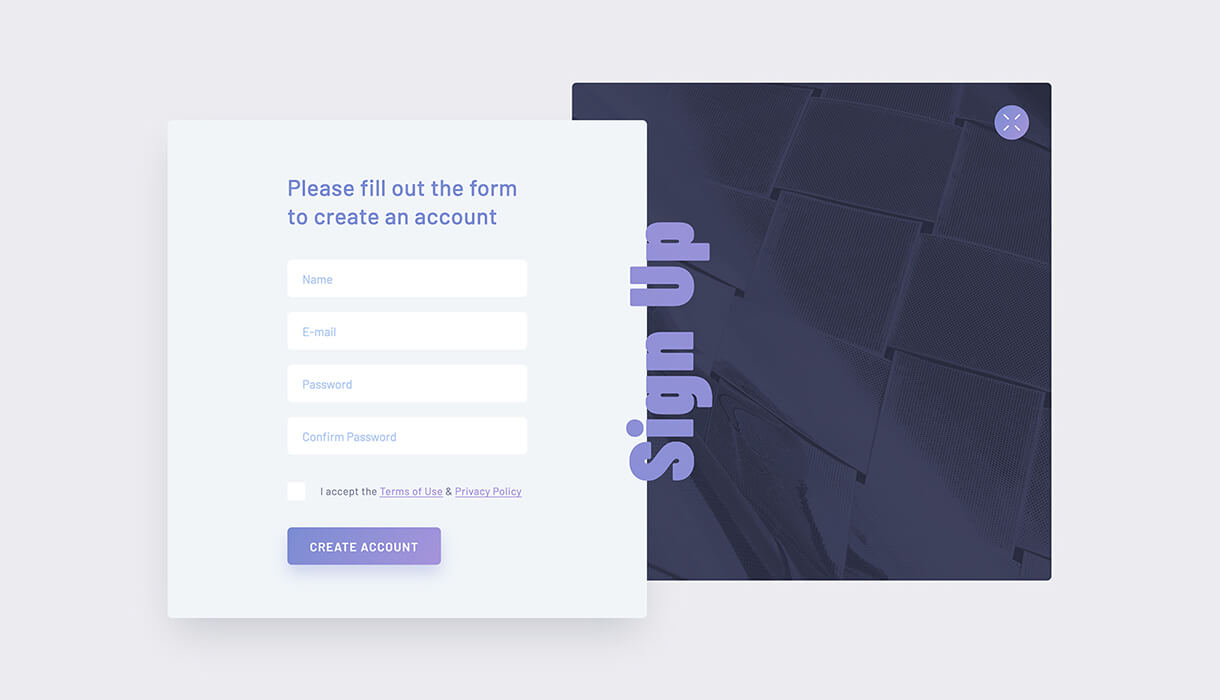 Please fill out the form
to create an account
Name
E-mail
Password
Confirm Password
I accept the Terms of Use & Privacy Policy
CREATE ACCOUNT
Sign Up